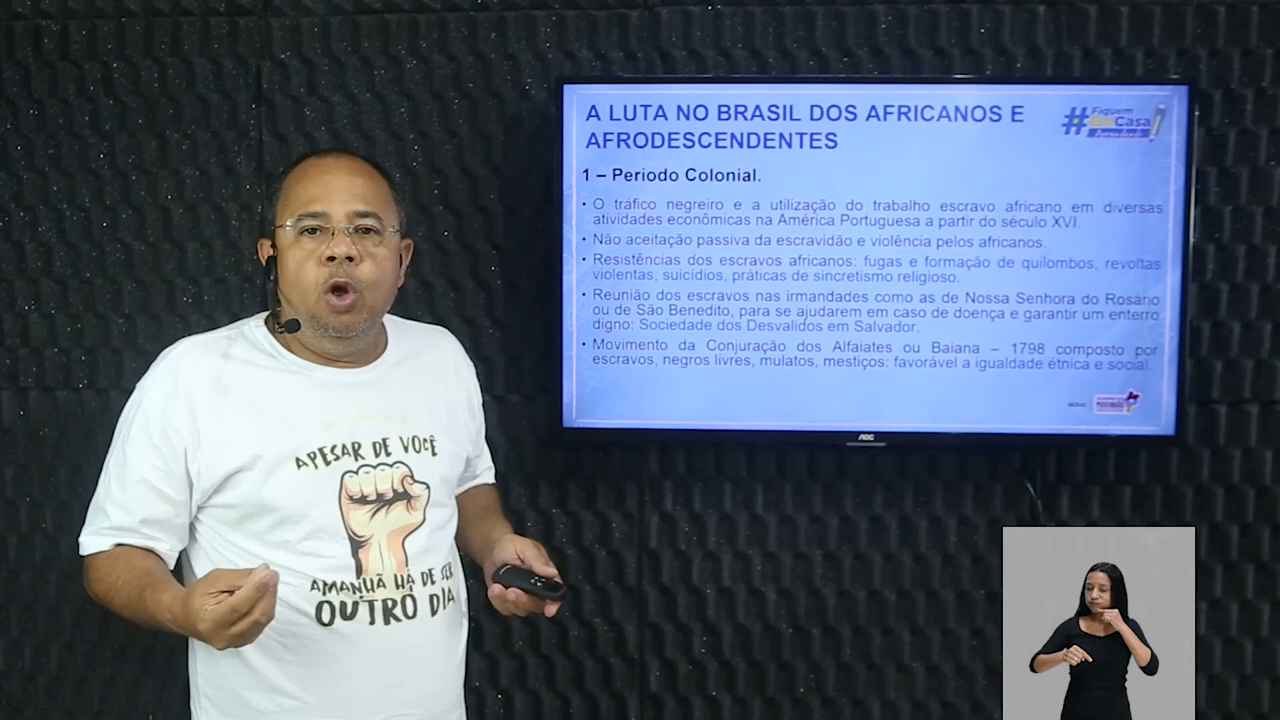 A LUTA NO BRASIL DOS AFRICANOS E
AFRODESCENDENTES
#Fiquem
Casa
1 – Periodo Colonial.
• O tráfico negreiro e a utilização do trabalho escravo africano em diversas
atividades econômicas na América Portuguesa a partir do século XVI.
• Não aceitação passiva da escravidão e violência pelos africanos.
• Resistências dos escravos africanos: fugas e formação de quilombos, revoltas
violentas, suicídios, práticas de sincretismo religioso.
• Reunião dos escravos nas irmandades como as de Nossa Senhora do Rosário
ou de São Benedito, para se ajudarem em caso de doença e garantir um enterro
digno: Sociedade dos Desvalidos em Salvador.
• Movimento da Conjuração dos Alfaiates ou Baiana – 1798 composto por
escravos, negros livres, mulatos, mestiços: favorável a igualdade étnica e social.
AOC
APESAR DE VOCÊ
AMANHÃ HÁ DE SER
OUTRO DIA